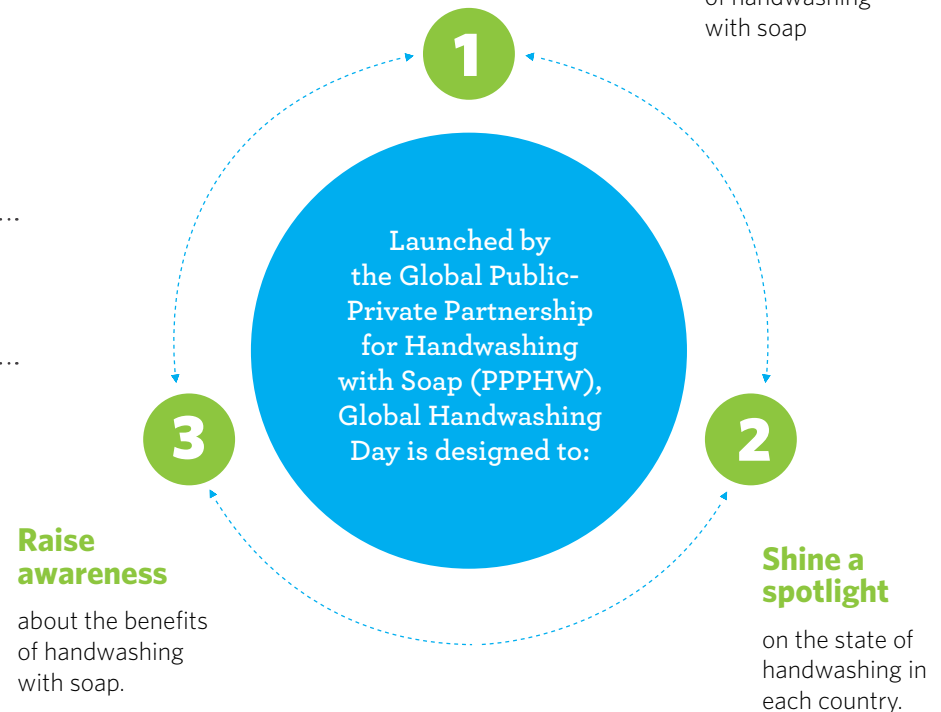 of handwashing
with soap
1
...
...
Launched by
the Global Public-
Private Partnership
for Handwashing
with Soap (PPPHW),
Global Handwashing
Day is designed to:
3
2
Raise
awareness
about the benefits
of handwashing
with soap.
Shine a
spotlight
on the state of
handwashing in
each country.